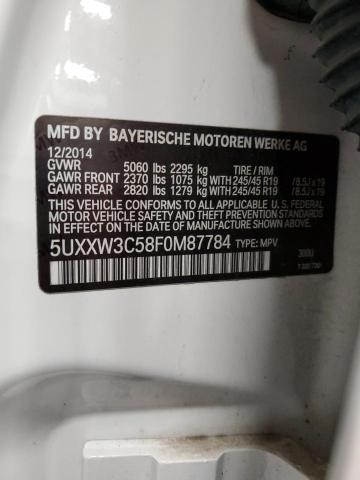 MFD BY BAYERISCHE MOTOREN WERKE AG
12/2014
GVWR 5060 lbs 2295 kg TIRE / RIM
GAWR FRONT 2370 lbs 1075 kg WITH 245/45 R19 / 8.5J x 19
GAWR REAR 2820 lbs 1279 kg WITH 245/45 R19 / 8.5J x 19
THIS VEHICLE CONFORMS TO ALL APPLICABLE U.S. FEDERAL
MOTOR VEHICLE SAFETY STANDARDS IN
EFFECT ON THE DATE OF MANUFACTURE SHOWN ABOVE.
5UXXW3C58F0M87784 TYPE: MPV
300U